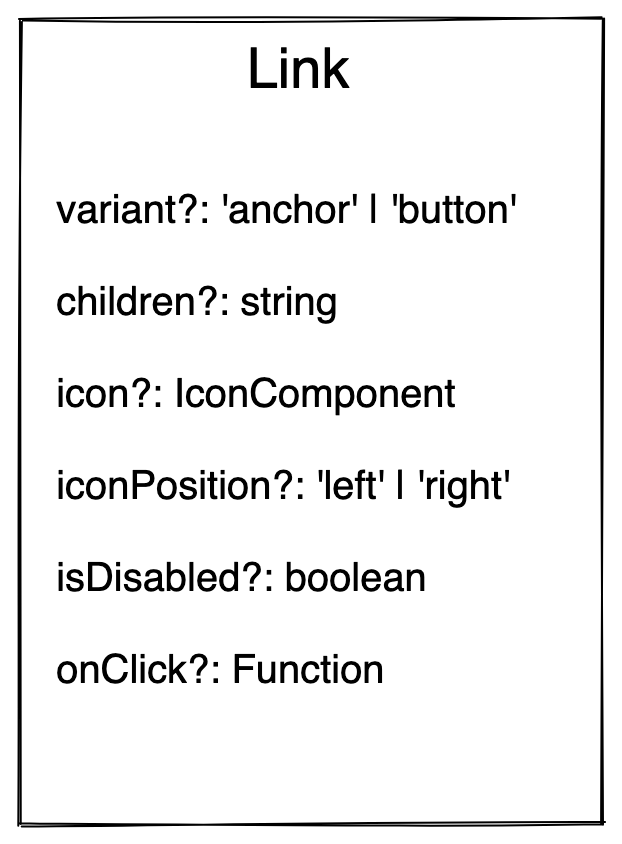 Link
variant?: 'anchor' | 'button'
children?: string
icon?: IconComponent
iconPosition?: 'left' | 'right'
isDisabled?: boolean
onClick?: Function